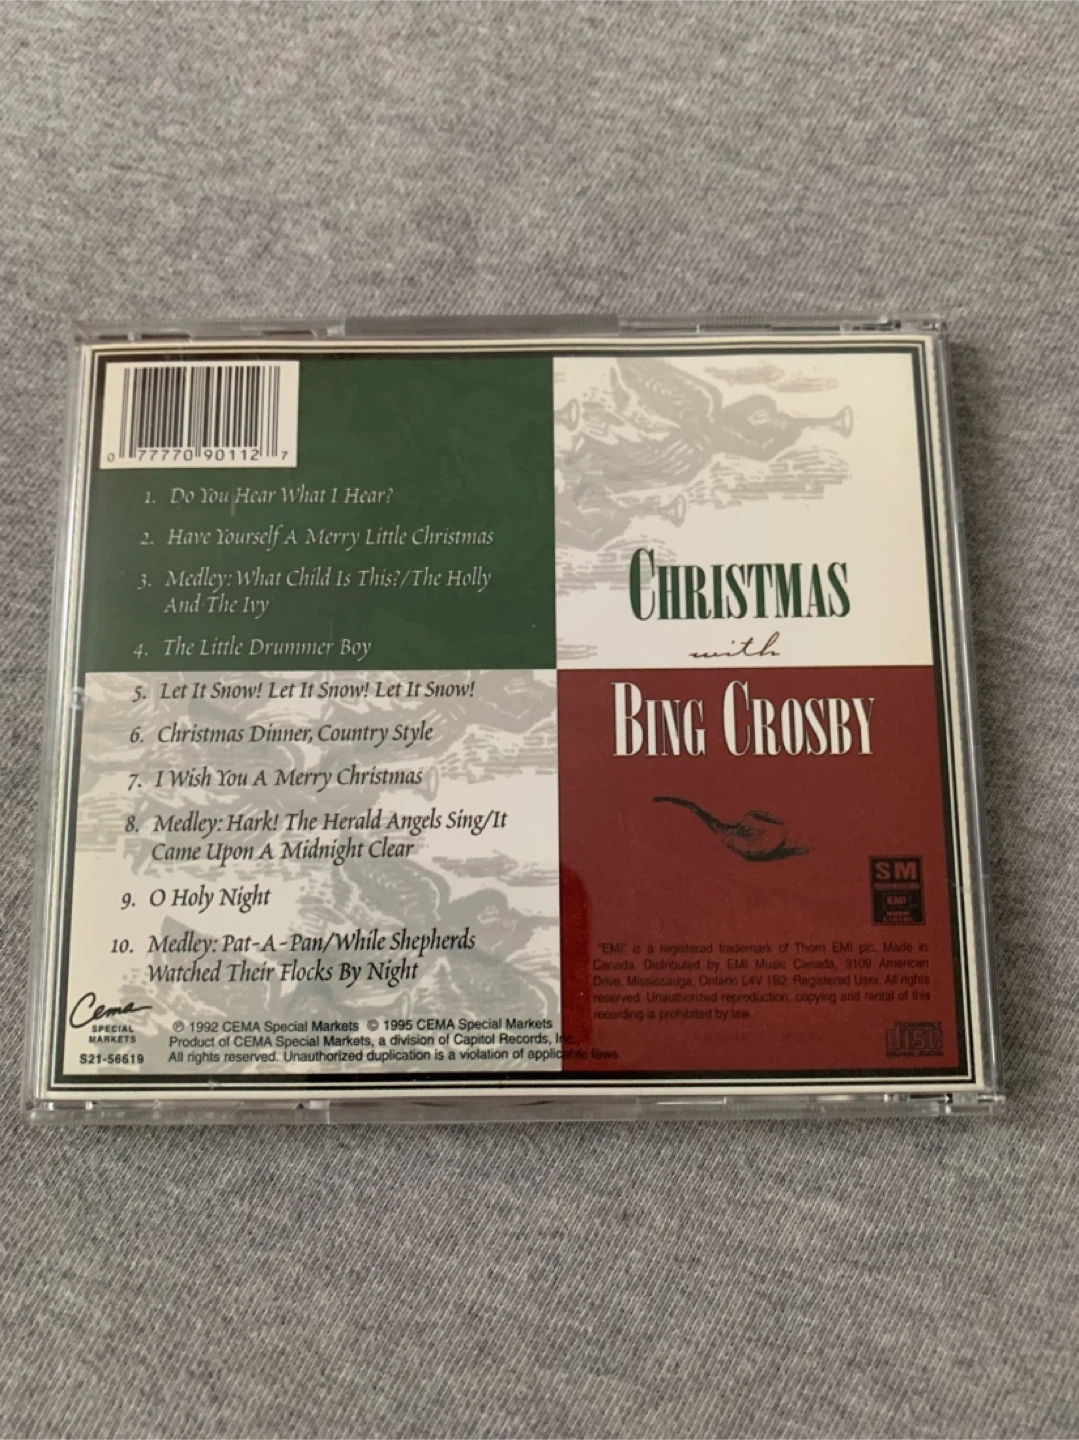 0 77770 90112 7
1. Do You Hear What I Hear?
2. Have Yourself A Merry Little Christmas
3. Medley: What Child Is This?/The Holly
And The Ivy
4. The Little Drummer Boy
5. Let It Snow! Let It Snow! Let It Snow!
6. Christmas Dinner, Country Style
7. I Wish You A Merry Christmas
8. Medley: Hark! The Herald Angels Sing/It
Came Upon A Midnight Clear
9. O Holy Night
10. Medley: Pat-A-Pan/While Shepherds
Watched Their Flocks By Night
Cema
SPECIAL
MARKETS
S21-56619
℗ 1992 CEMA Special Markets © 1995 CEMA Special Markets
Product of CEMA Special Markets, a division of Capitol Records, Inc.,
All rights reserved. Unauthorized duplication is a violation of applicable laws
CHRISTMAS
with
BING CROSBY
SM
EMI
MUSIC
CANADA
"EMI" is a registered trademark of Thorn EMI plc. Made in
Canada. Distributed by EMI Music Canada, 3109 American
Drive, Mississauga, Ontario L4V 1B2. Registered User. All rights
reserved. Unauthorized reproduction, copying and rental of this
recording is prohibited by law.
COMPACT
disc
DIGITAL AUDIO